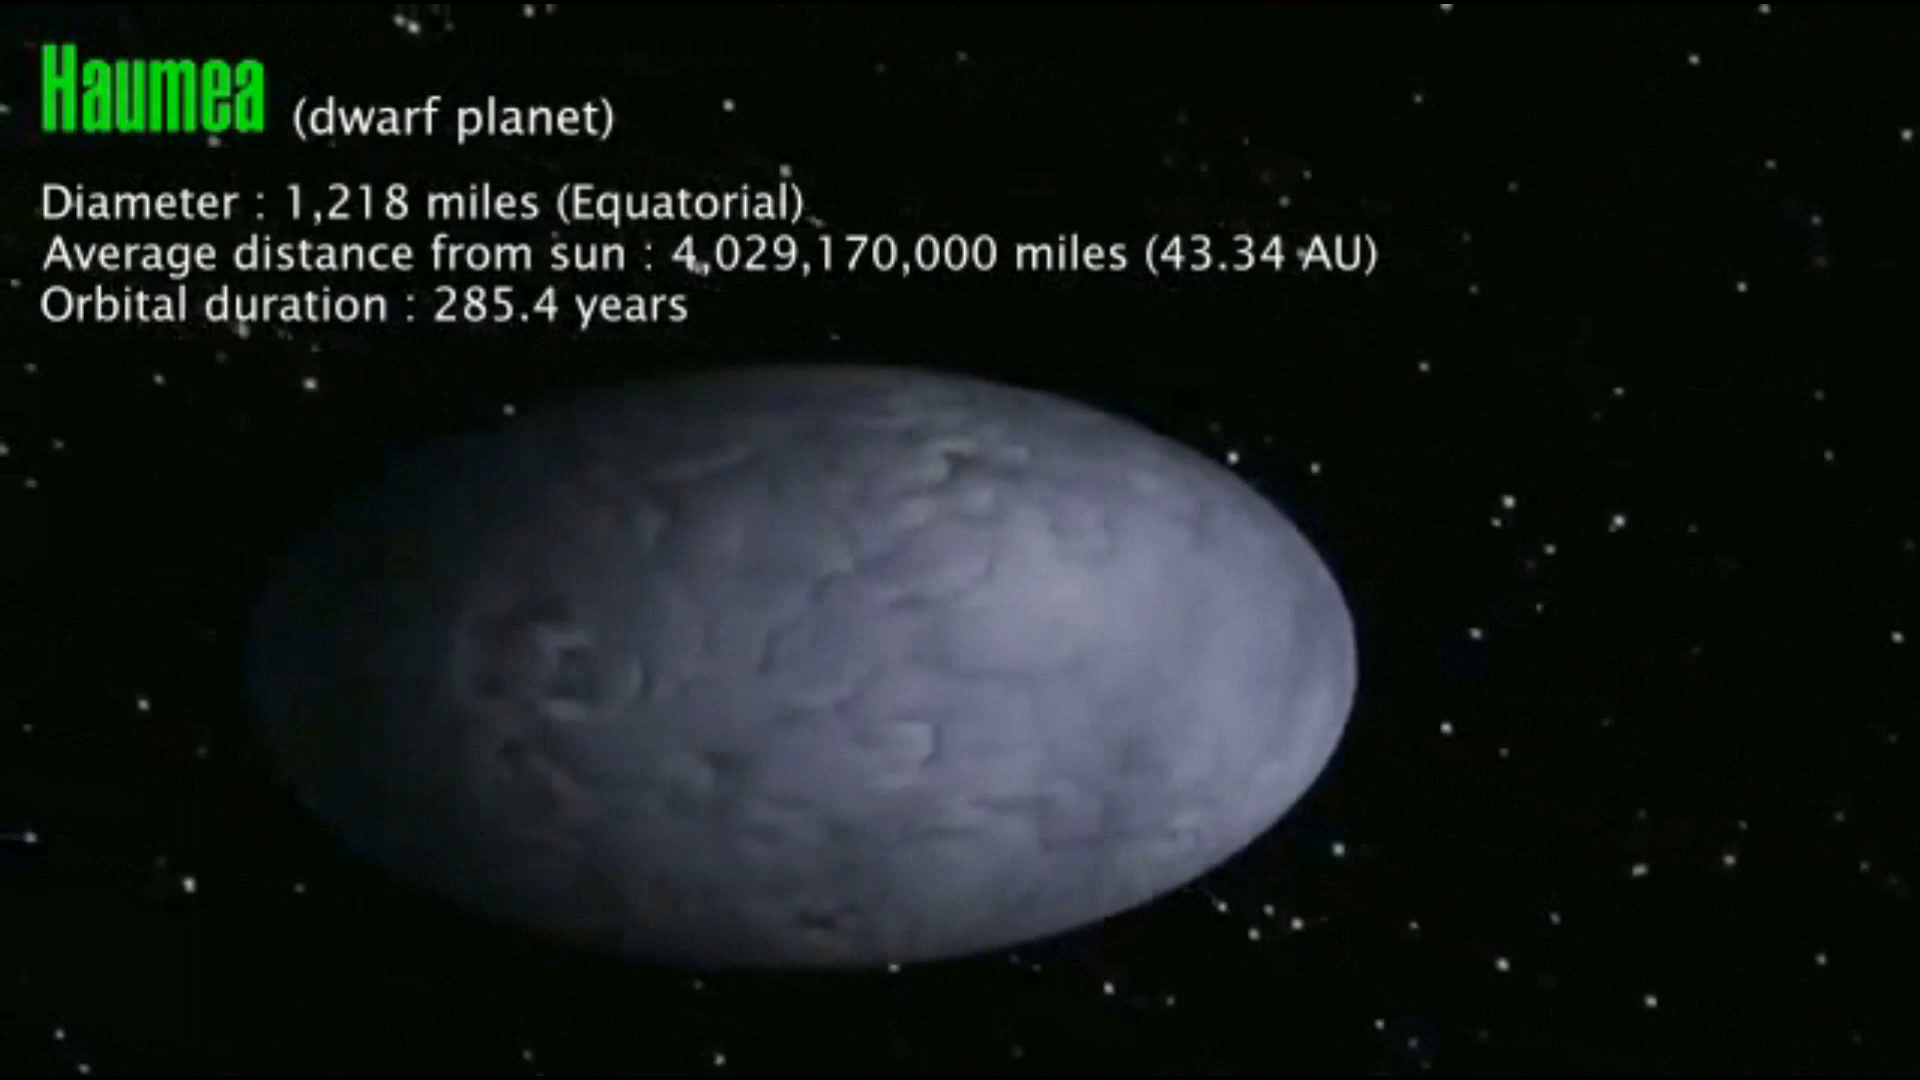 Haumea (dwarf planet)
Diameter : 1,218 miles (Equatorial)
Average distance from sun : 4,029,170,000 miles (43.34 AU)
Orbital duration : 285.4 years